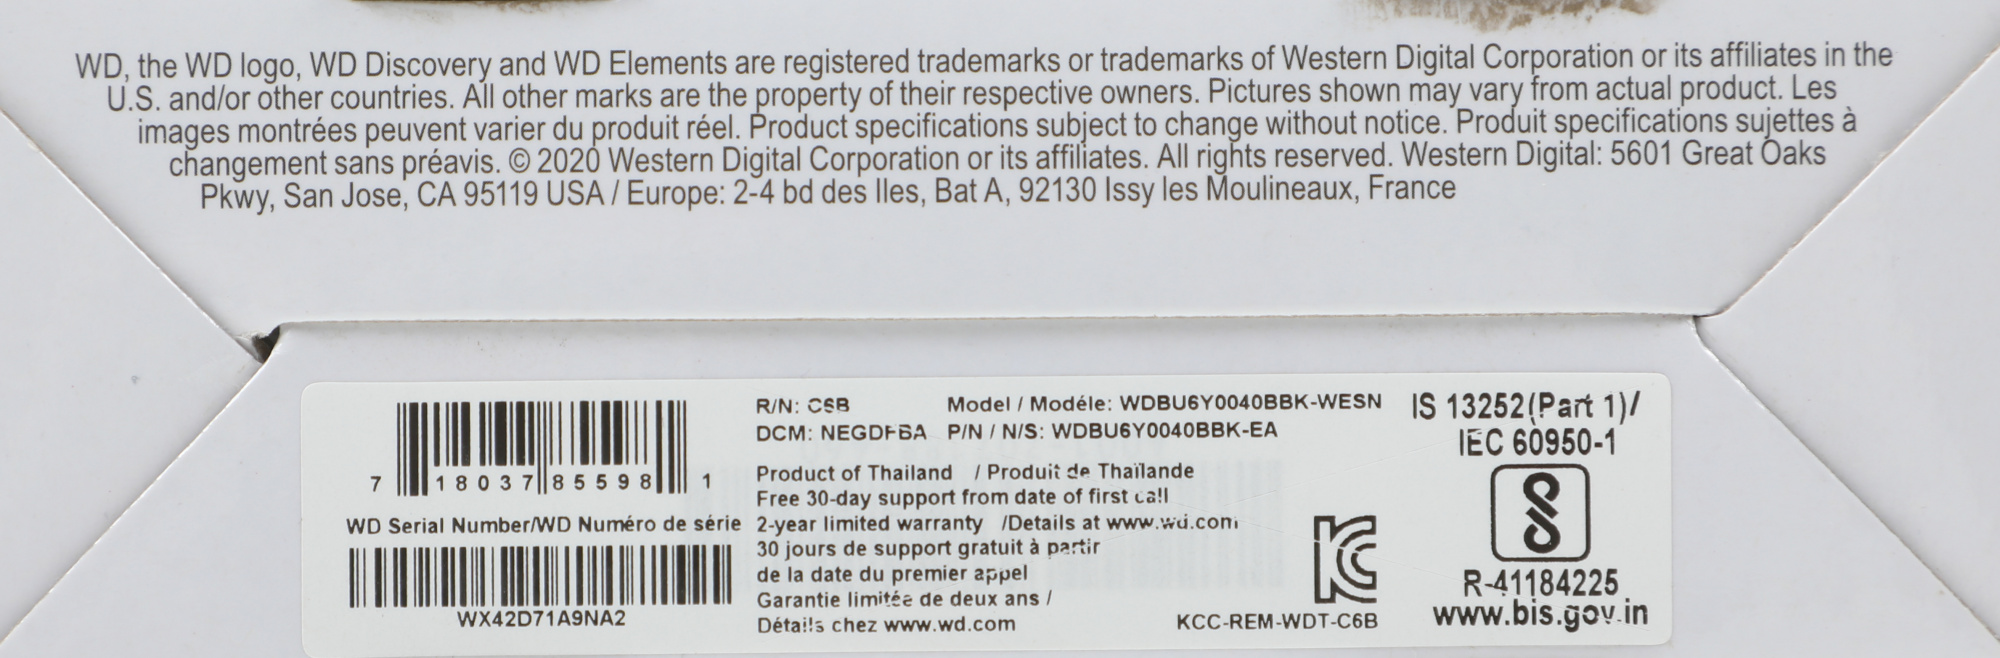 WD, the WD logo, WD Discovery and WD Elements are registered trademarks or trademarks of Western Digital Corporation or its affiliates in the
U.S. and/or other countries. All other marks are the property of their respective owners. Pictures shown may vary from actual product. Les
images montrées peuvent varier du produit réel. Product specifications subject to change without notice. Produit specifications sujettes à
changement sans préavis. © 2020 Western Digital Corporation or its affiliates. All rights reserved. Western Digital: 5601 Great Oaks
Pkwy, San Jose, CA 95119 USA / Europe: 2-4 bd des Iles, Bat A, 92130 Issy les Moulineaux, France
7 18037 85598 1
WD Serial Number/WD Numéro de série
WX42D71A9NA2
R/N: C6B Model / Modéle: WDBU6Y0040BBK-WESN
DCM: P/N / N/S: WDBU6Y0040BBK-EA
Product of Thailand / Produit de Thaïlande
Free 30-day support from date of first call
2-year limited warranty /Details at www.wd.com
30 jours de support gratuit à partir
de la date du premier appel
Garantie limitée de deux ans /
Détails chez www.wd.com
KCC-REM-WDT-C6B
IS 13252(Part 1)/
IEC 60950-1
R-41184225
www.bis.gov.in